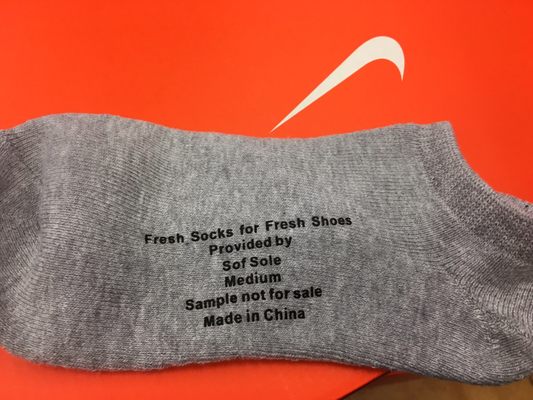 Fresh Socks for Fresh Shoes
Provided by
Sof Sole
Medium
Sample not for sale
Made in China